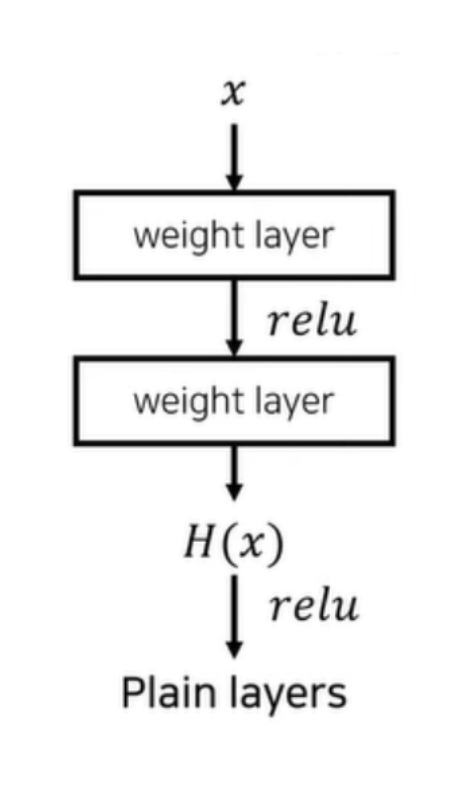 x
weight layer
relu
weight layer
H(x)
relu
Plain layers